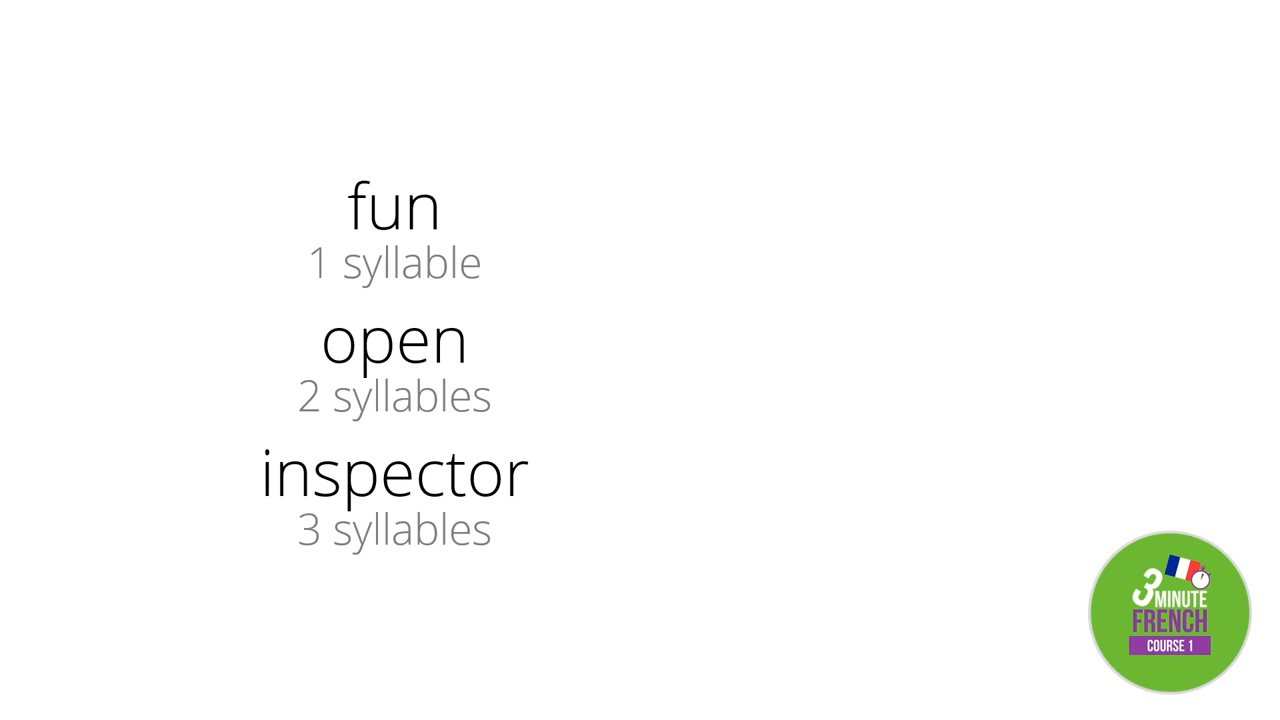 fun
1 syllable
open
2 syllables
inspector
3 syllables
3 MINUTE
FRENCH
COURSE 1